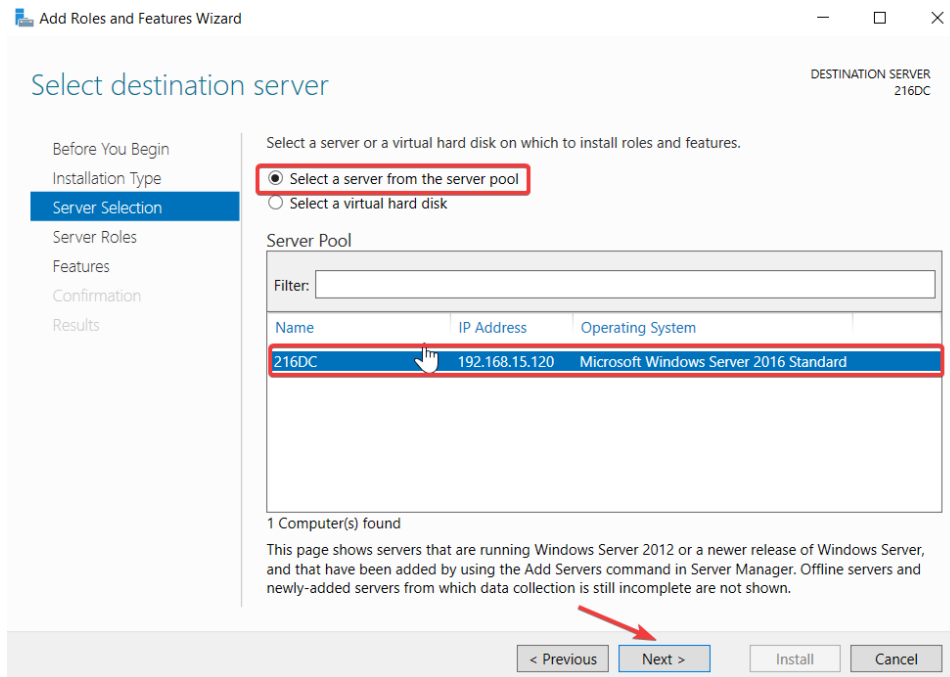 Add Roles and Features Wizard
Select destination server
DESTINATION SERVER
216DC
Before You Begin
Installation Type
Server Selection
Server Roles
Features
Confirmation
Results
Select a server or a virtual hard disk on which to install roles and features.
Select a server from the server pool
Select a virtual hard disk
Server Pool
Filter:
Name IP Address Operating System
216DC 192.168.15.120 Microsoft Windows Server 2016 Standard
1 Computer(s) found
This page shows servers that are running Windows Server 2012 or a newer release of Windows Server,
and that have been added by using the Add Servers command in Server Manager. Offline servers and
newly-added servers from which data collection is still incomplete are not shown.
< Previous Next > Install Cancel